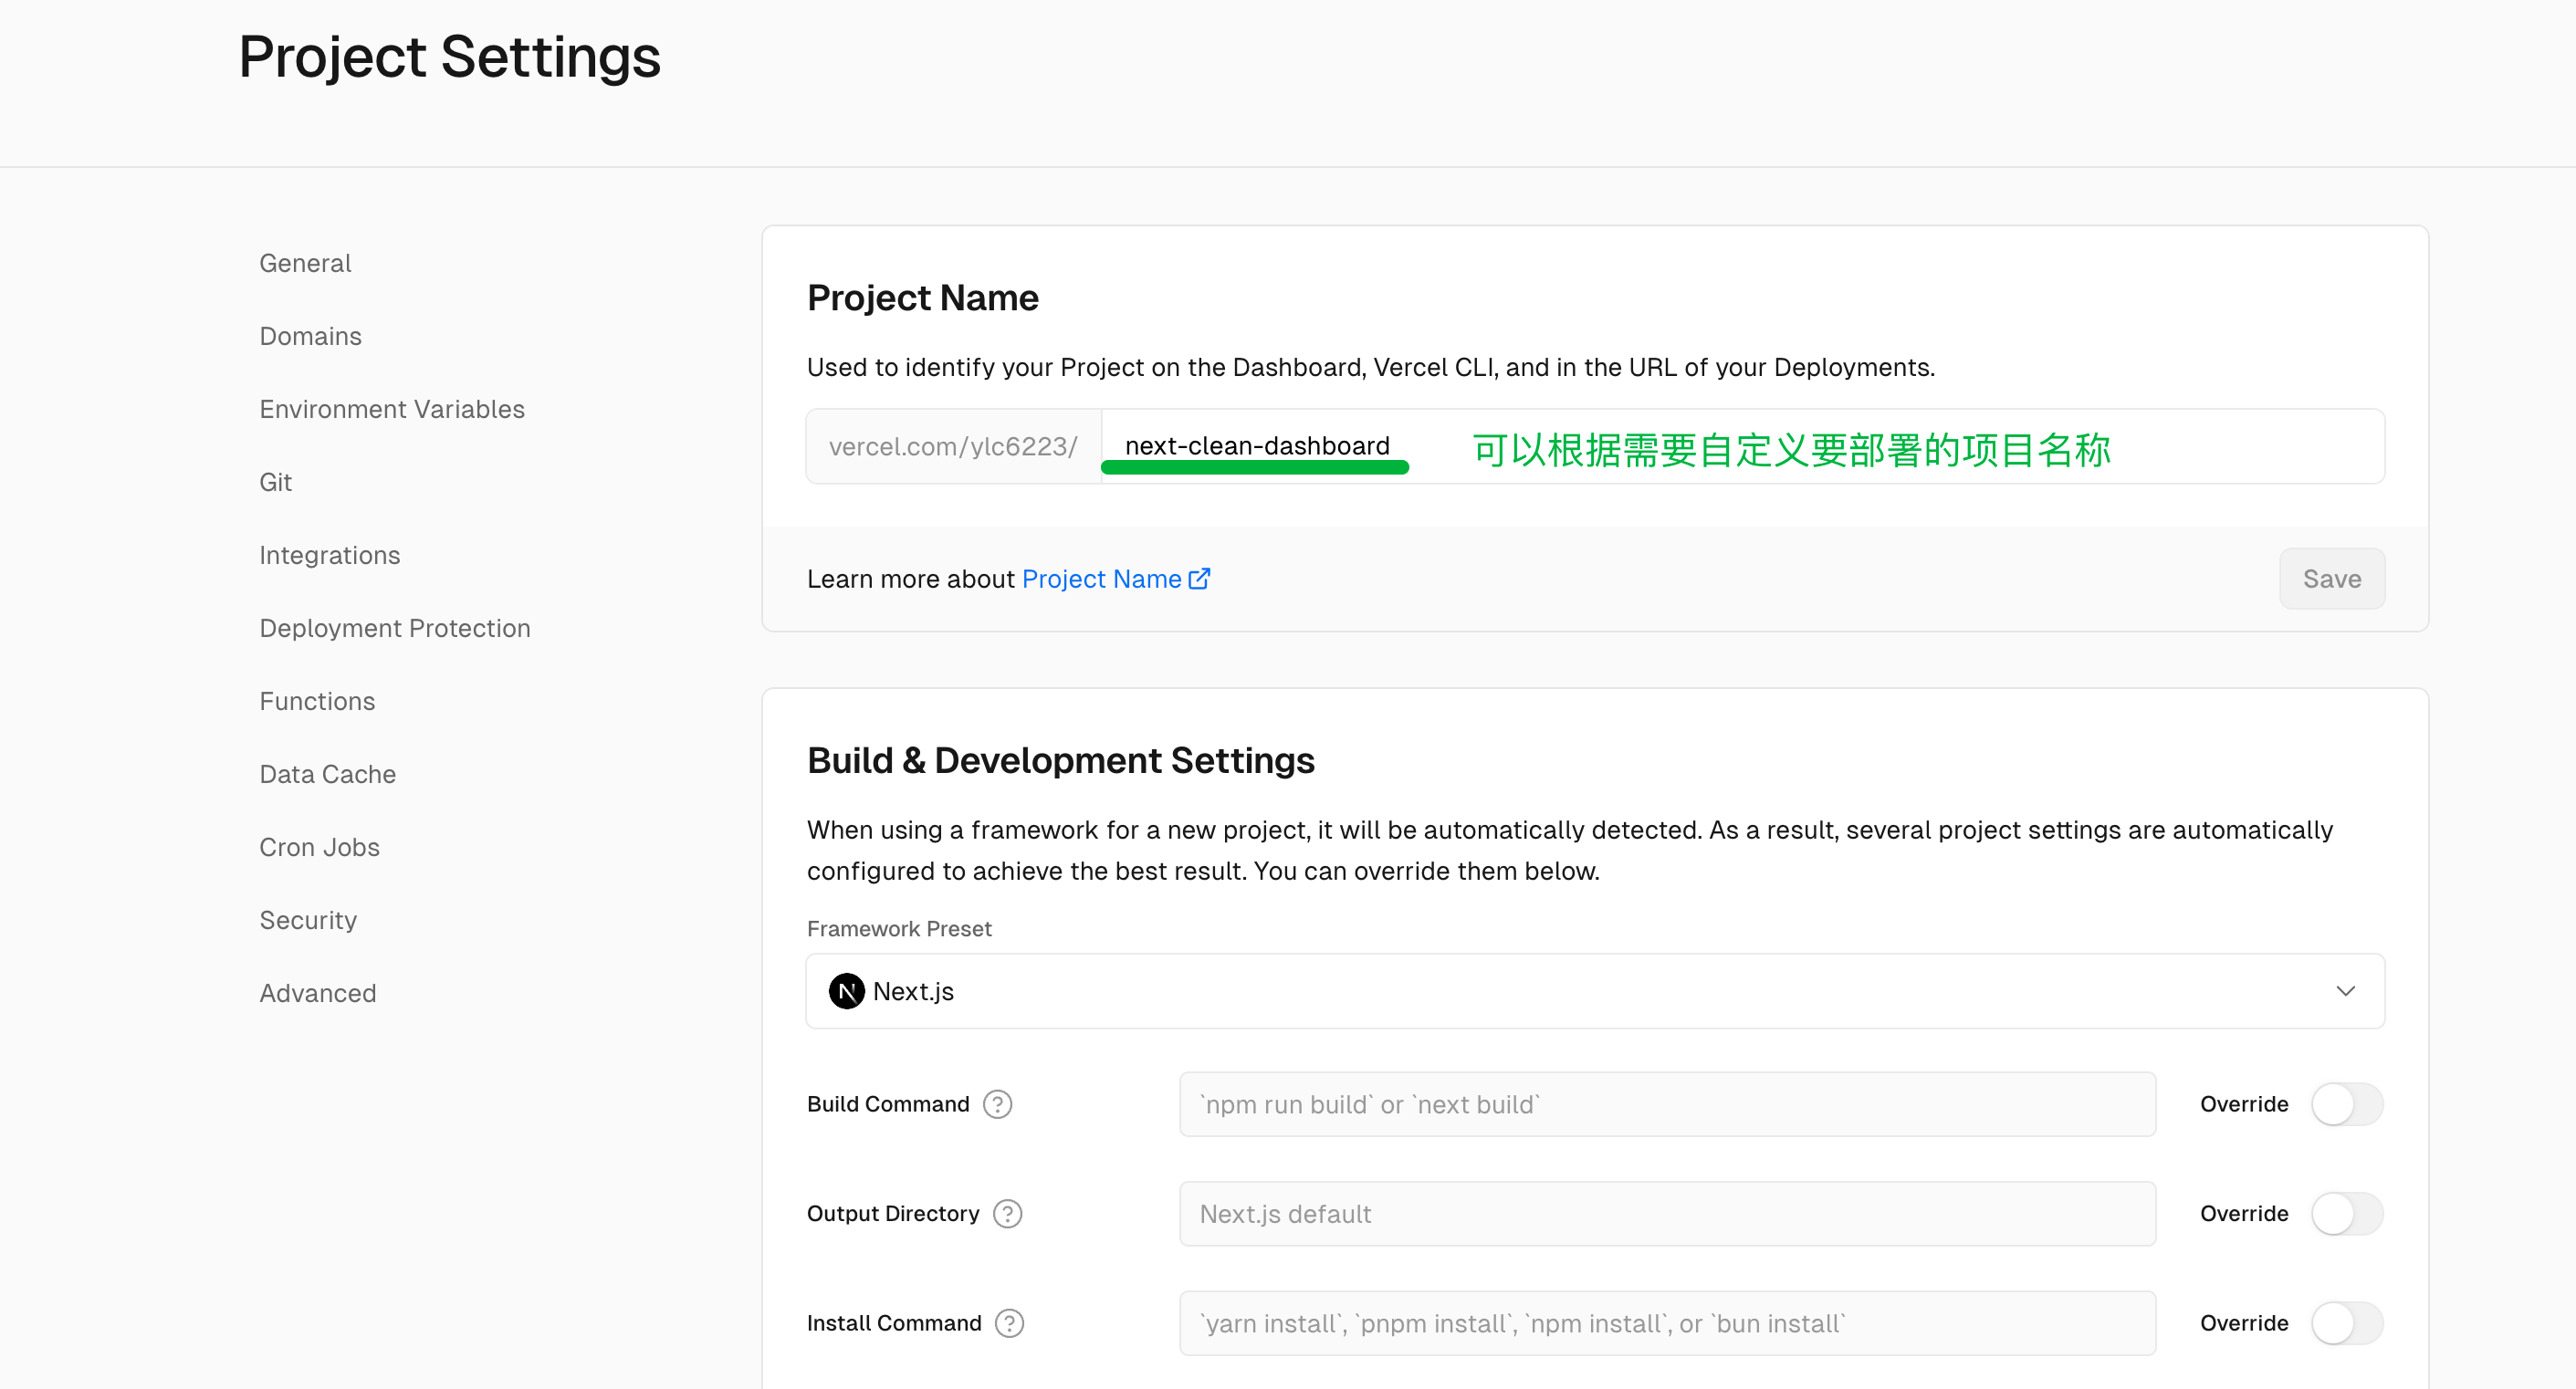 Project Settings
General
Domains
Environment Variables
Git
Integrations
Deployment Protection
Functions
Data Cache
Cron Jobs
Security
Advanced
Project Name
Used to identify your Project on the Dashboard, Vercel CLI, and in the URL of your Deployments.
vercel.com/ylc6223/ next-clean-dashboard 可以根据需要自定义要部署的项目名称
Learn more about Project Name Save
Build & Development Settings
When using a framework for a new project, it will be automatically detected. As a result, several project settings are automatically
configured to achieve the best result. You can override them below.
Framework Preset
N Next.js
Build Command ? `npm run build` or `next build` Override
Output Directory ? Next.js default Override
Install Command ? `yarn install`, `pnpm install`, `npm install`, or `bun install` Override